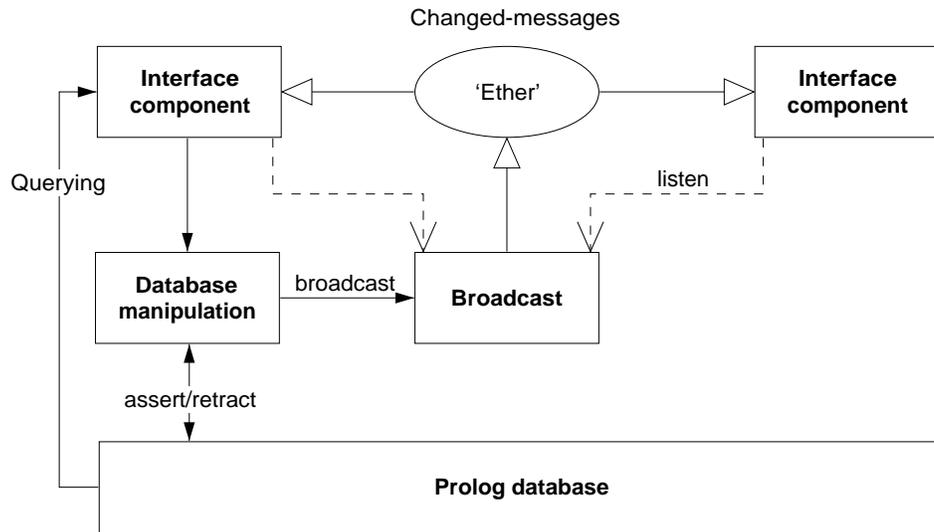 Changed-messages
Interface
component
‘Ether’
Interface
component
Querying
listen
Database
manipulation
broadcast
Broadcast
assert/retract
Prolog database